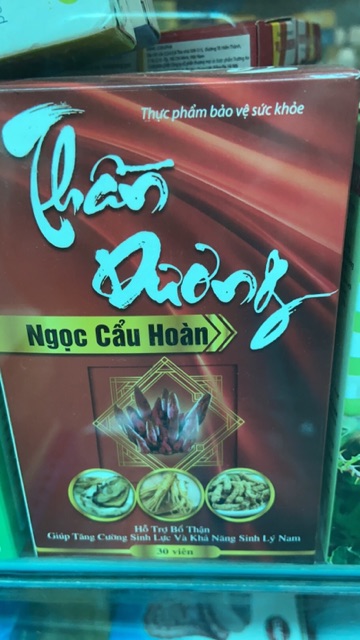 Thực phẩm bảo vệ sức khỏe
Thận
Dương
Ngọc Cẩu Hoàn
Hỗ Trợ Bổ Thận
Giúp Tăng Cường Sinh Lực Và Khả Năng Sinh Lý Nam
30 viên